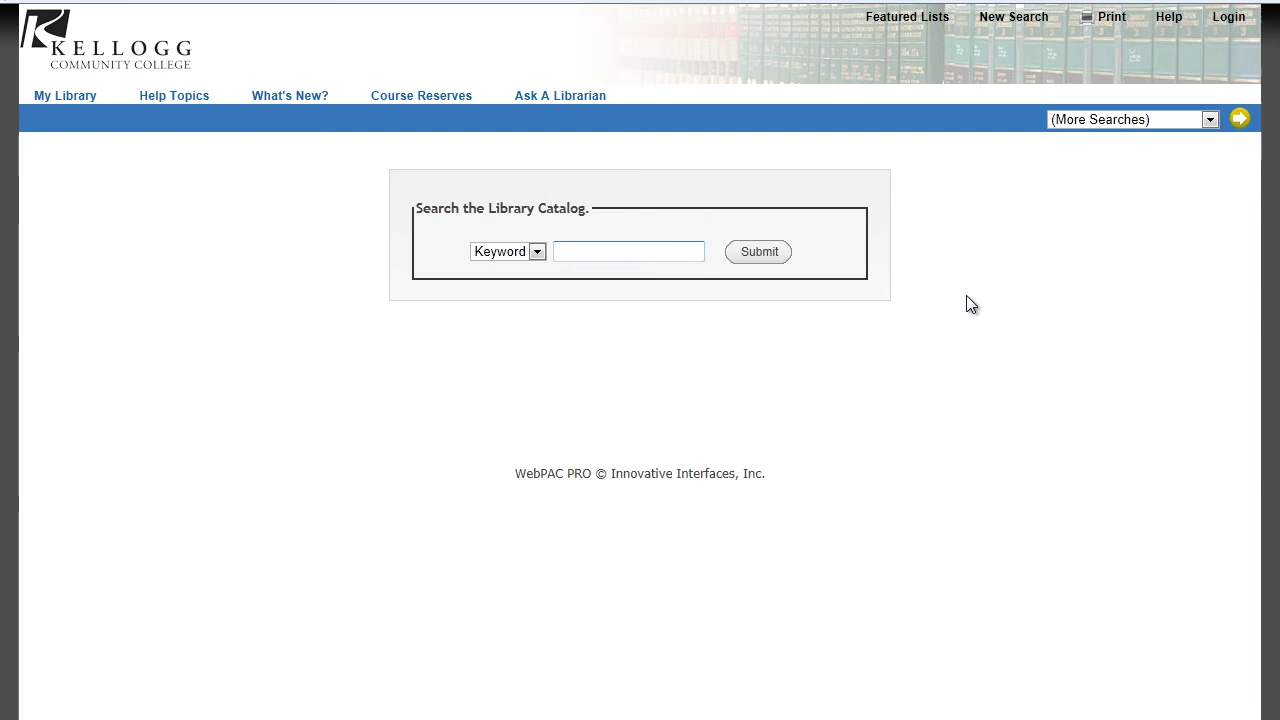 Featured Lists New Search Print Help Login
KELLOGG
COMMUNITY COLLEGE
My Library Help Topics What's New? Course Reserves Ask A Librarian
(More Searches)
Search the Library Catalog.
Keyword Submit
WebPAC PRO © Innovative Interfaces, Inc.